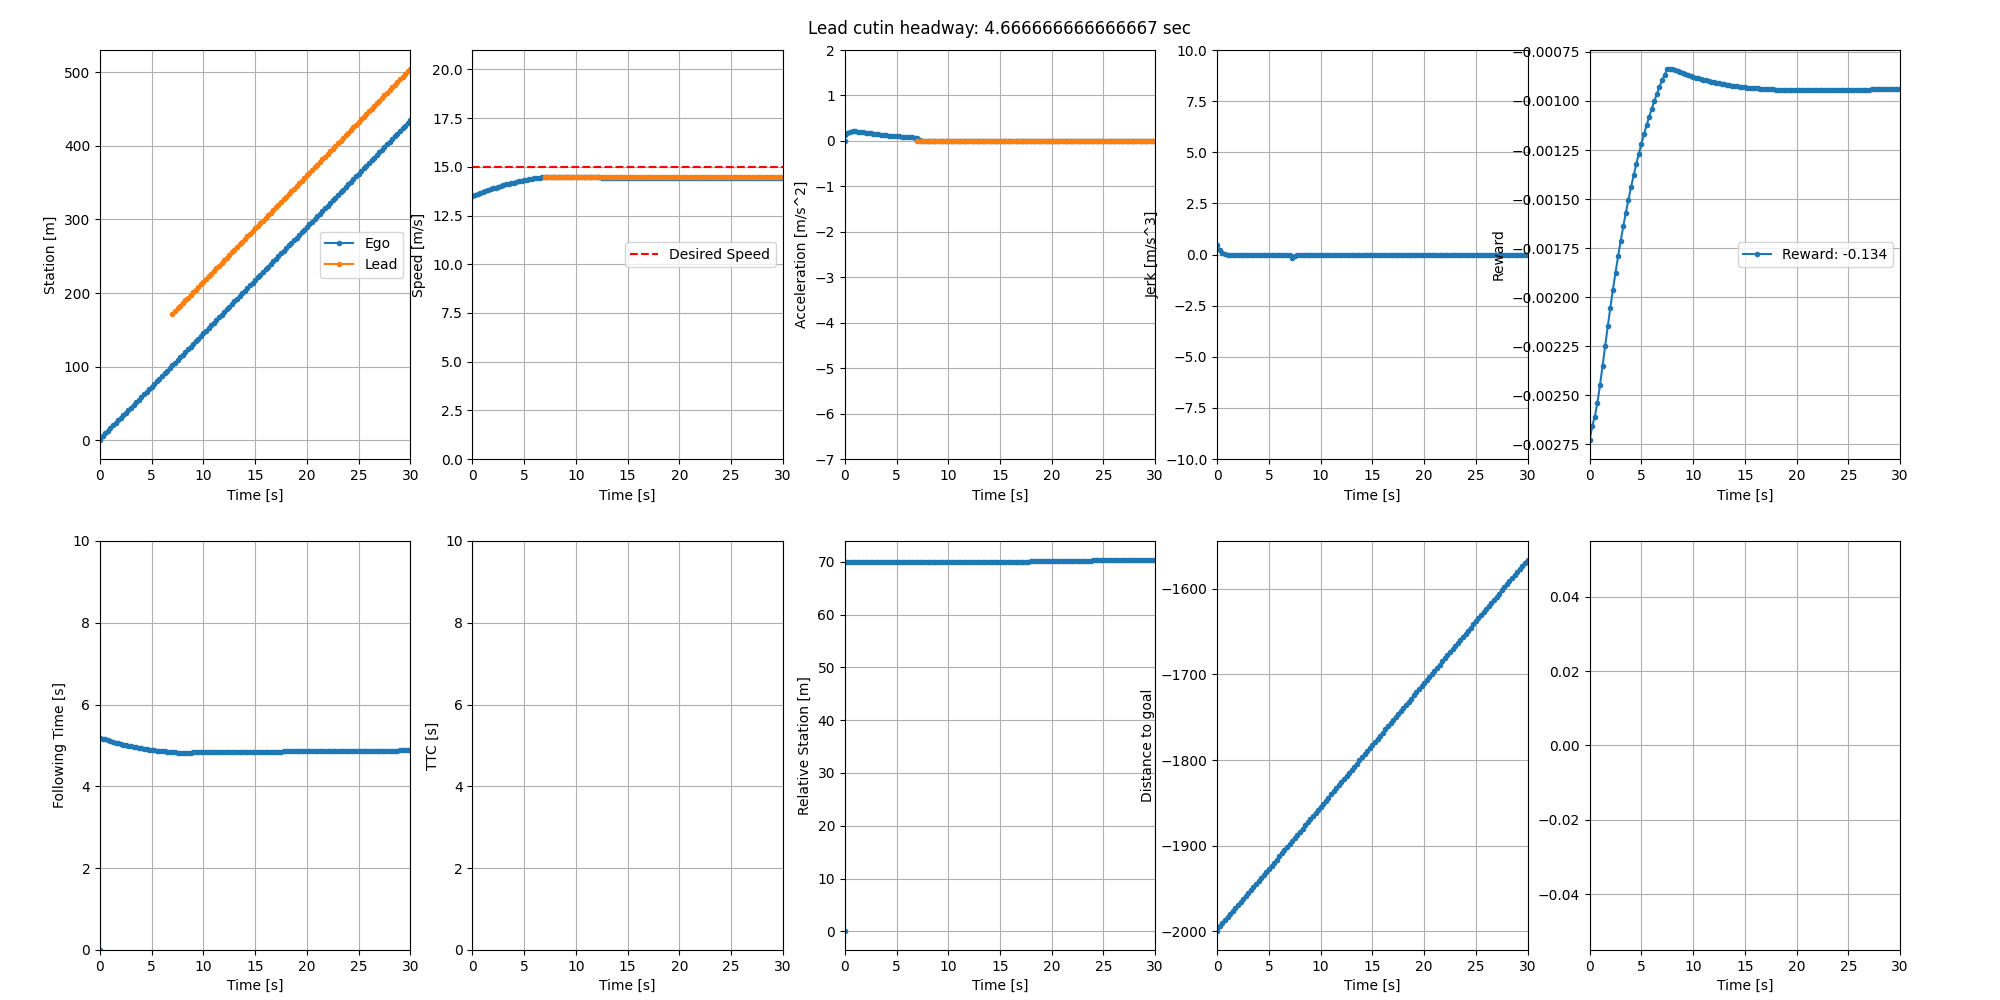 Lead cutin headway: 4.666666666666667 sec
Station [m]
500
400
300
200
100
0
Ego
Lead
0 5 10 15 20 25 30
Time [s]
Speed [m/s]
20.0
17.5
15.0
12.5
10.0
7.5
5.0
2.5
0.0
Desired Speed
0 5 10 15 20 25 30
Time [s]
Acceleration [m/s^2]
2
1
0
−1
−2
−3
−4
−5
−6
−7
0 5 10 15 20 25 30
Time [s]
Jerk [m/s^3]
10.0
7.5
5.0
2.5
0.0
−2.5
−5.0
−7.5
−10.0
0 5 10 15 20 25 30
Time [s]
Reward
−0.00075
−0.00100
−0.00125
−0.00150
−0.00175
−0.00200
−0.00225
−0.00250
−0.00275
Reward: -0.134
0 5 10 15 20 25 30
Time [s]
Following Time [s]
10
8
6
4
2
0
0 5 10 15 20 25 30
Time [s]
TTC [s]
10
8
6
4
2
0
0 5 10 15 20 25 30
Time [s]
Relative Station [m]
70
60
50
40
30
20
10
0
0 5 10 15 20 25 30
Time [s]
Distance to goal
−1600
−1700
−1800
−1900
−2000
0 5 10 15 20 25 30
Time [s]
0.04
0.02
0.00
−0.02
−0.04
0 5 10 15 20 25 30
Time [s]